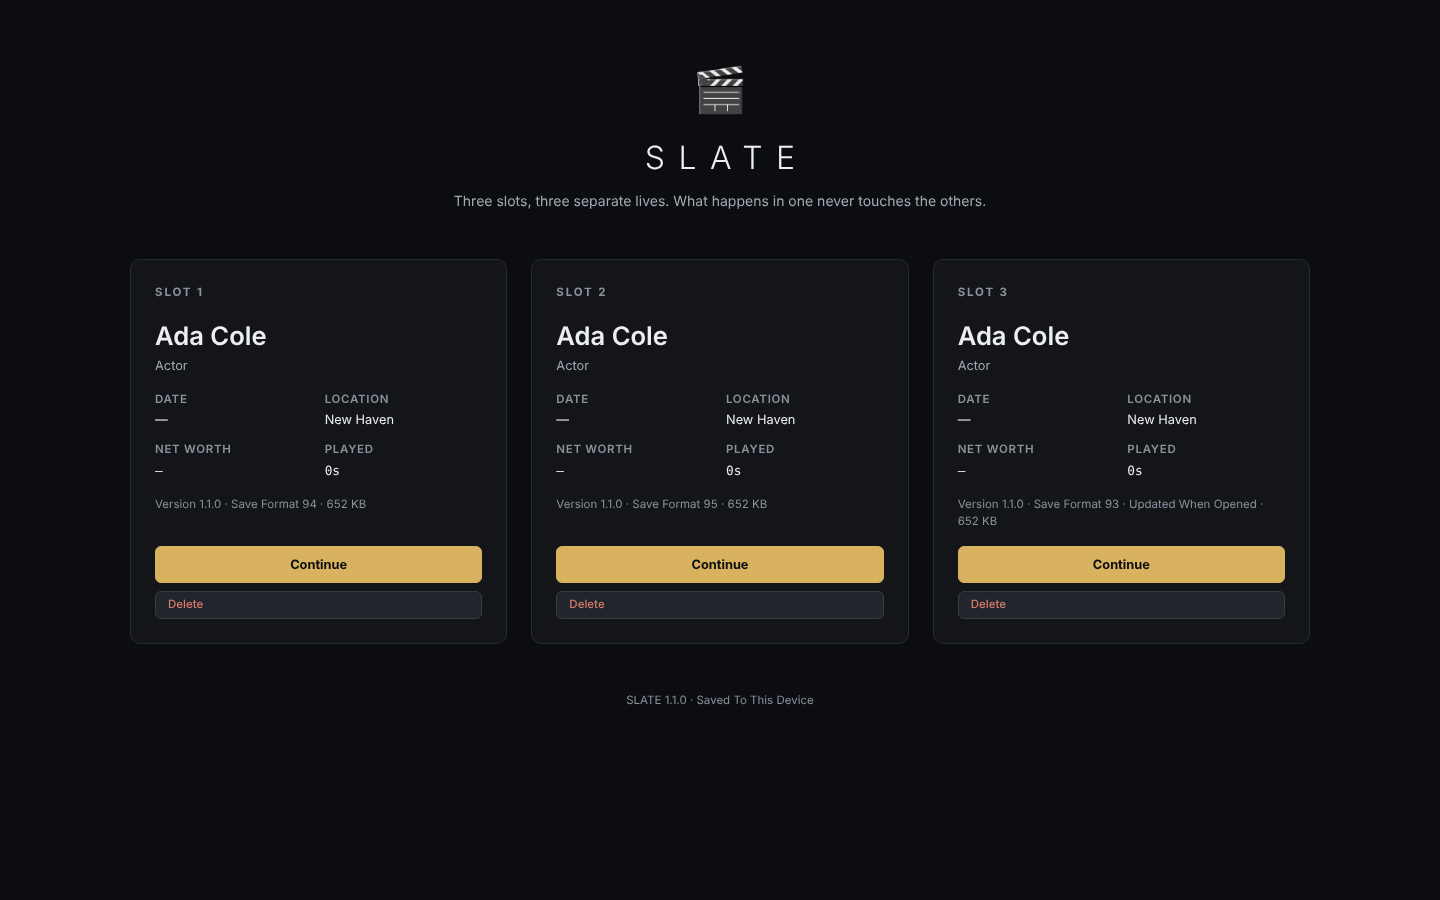 SLATE
Three slots, three separate lives. What happens in one never touches the others.
SLOT 1
Ada Cole
Actor
DATE
—
LOCATION
New Haven
NET WORTH
—
PLAYED
0s
Version 1.1.0 · Save Format 94 · 652 KB
Continue
Delete
SLOT 2
Ada Cole
Actor
DATE
—
LOCATION
New Haven
NET WORTH
—
PLAYED
0s
Version 1.1.0 · Save Format 95 · 652 KB
Continue
Delete
SLOT 3
Ada Cole
Actor
DATE
—
LOCATION
New Haven
NET WORTH
—
PLAYED
0s
Version 1.1.0 · Save Format 93 · Updated When Opened ·
652 KB
Continue
Delete
SLATE 1.1.0 · Saved To This Device